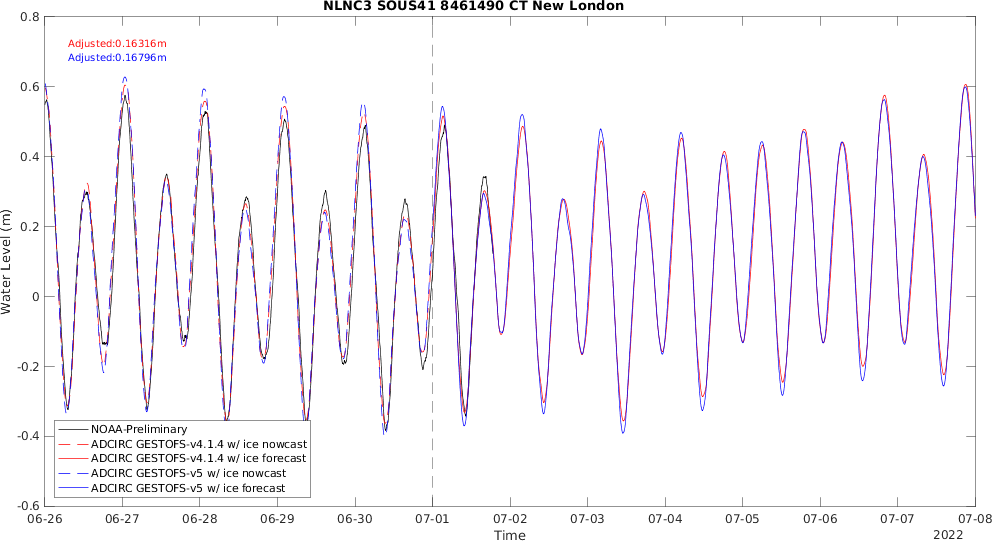 NLNC3 SOUS41 8461490 CT New London
Adjusted:0.16316m
Adjusted:0.16796m
Water Level (m)
0.8
0.6
0.4
0.2
0
-0.2
-0.4
-0.6
NOAA-Preliminary
ADCIRC GESTOFS-v4.1.4 w/ ice nowcast
ADCIRC GESTOFS-v4.1.4 w/ ice forecast
ADCIRC GESTOFS-v5 w/ ice nowcast
ADCIRC GESTOFS-v5 w/ ice forecast
06-26 06-27 06-28 06-29 06-30 07-01 07-02 07-03 07-04 07-05 07-06 07-07 07-08
Time
2022